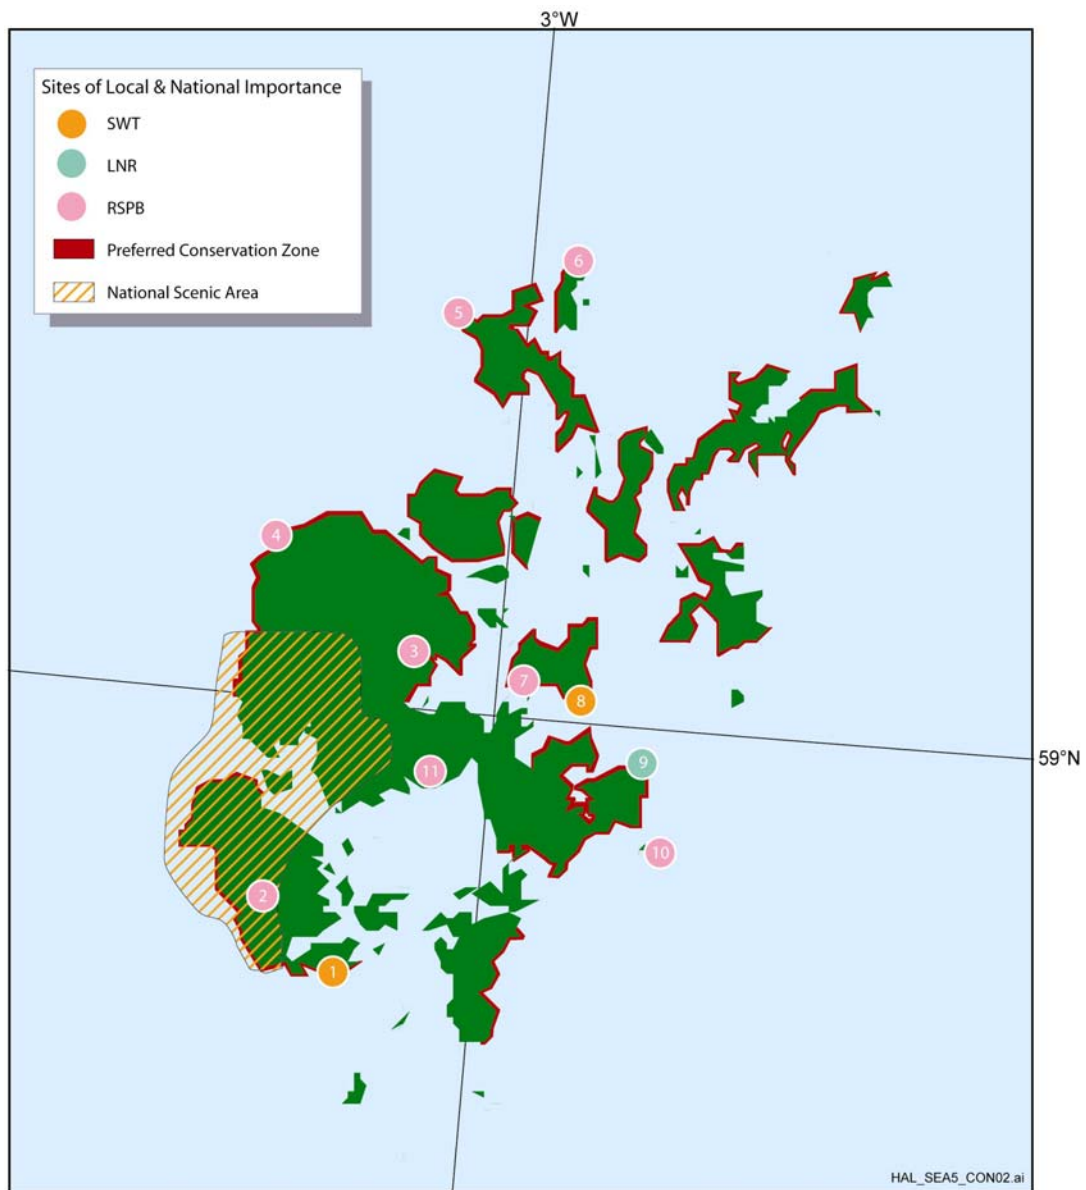 3°W
Sites of Local & National Importance
SWT
LNR
RSPB
Preferred Conservation Zone
National Scenic Area
6
5
4
3
7
8
59°N
9
11
10
2
1
HAL_SEA5_CON02.ai